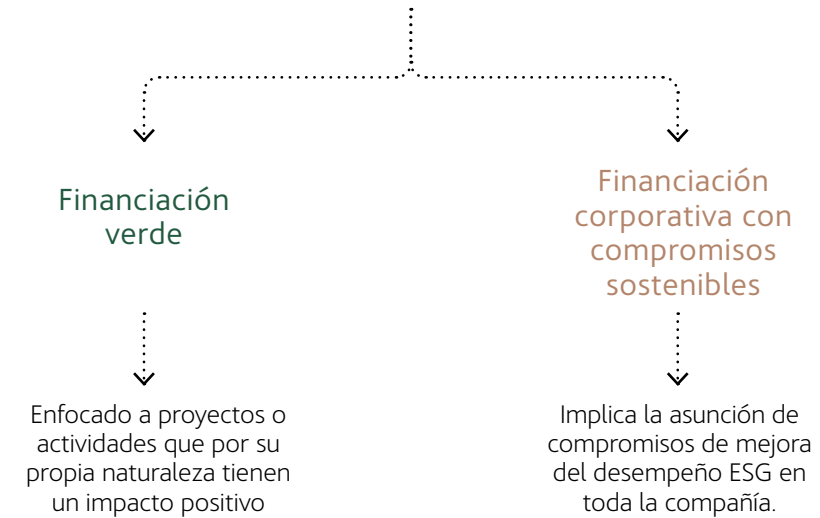 Financiación
verde
Financiación
corporativa con
compromisos
sostenibles
Enfocado a proyectos o
actividades que por su
propia naturaleza tienen
un impacto positivo
Implica la asunción de
compromisos de mejora
del desempeño ESG en
toda la compañía.